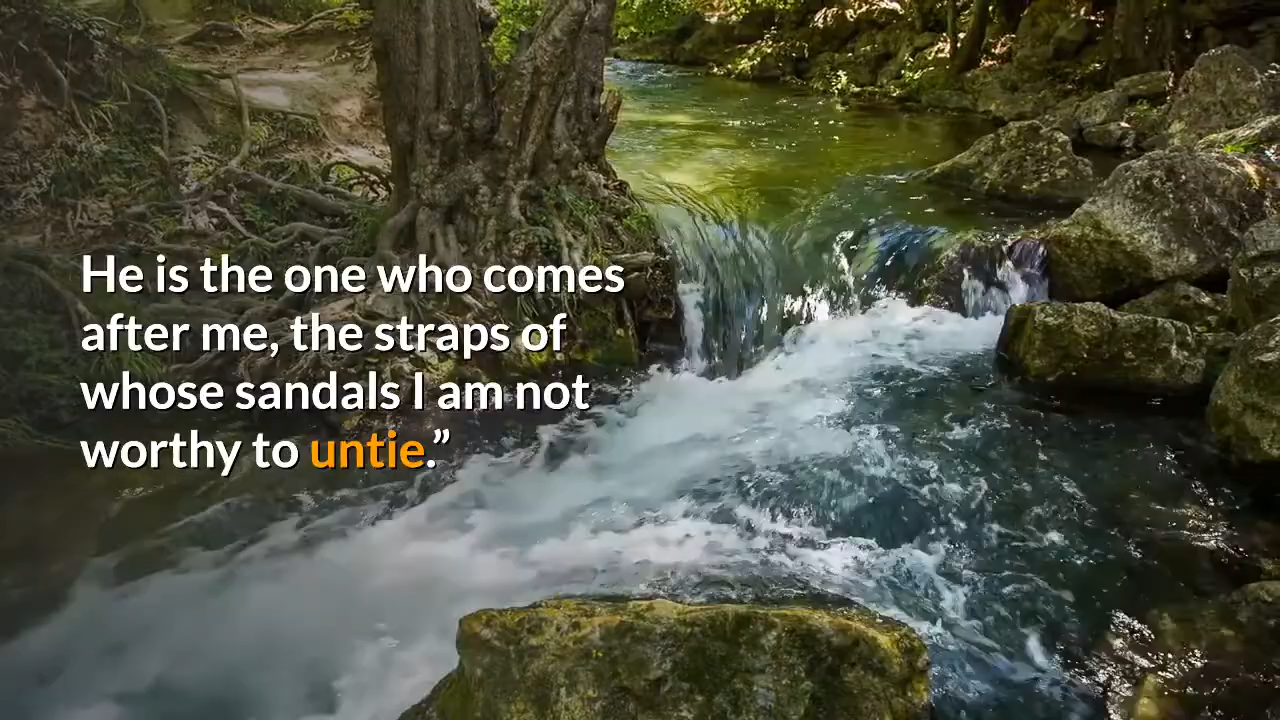 He is the one who comes
after me, the straps of
whose sandals I am not
worthy to untie.”